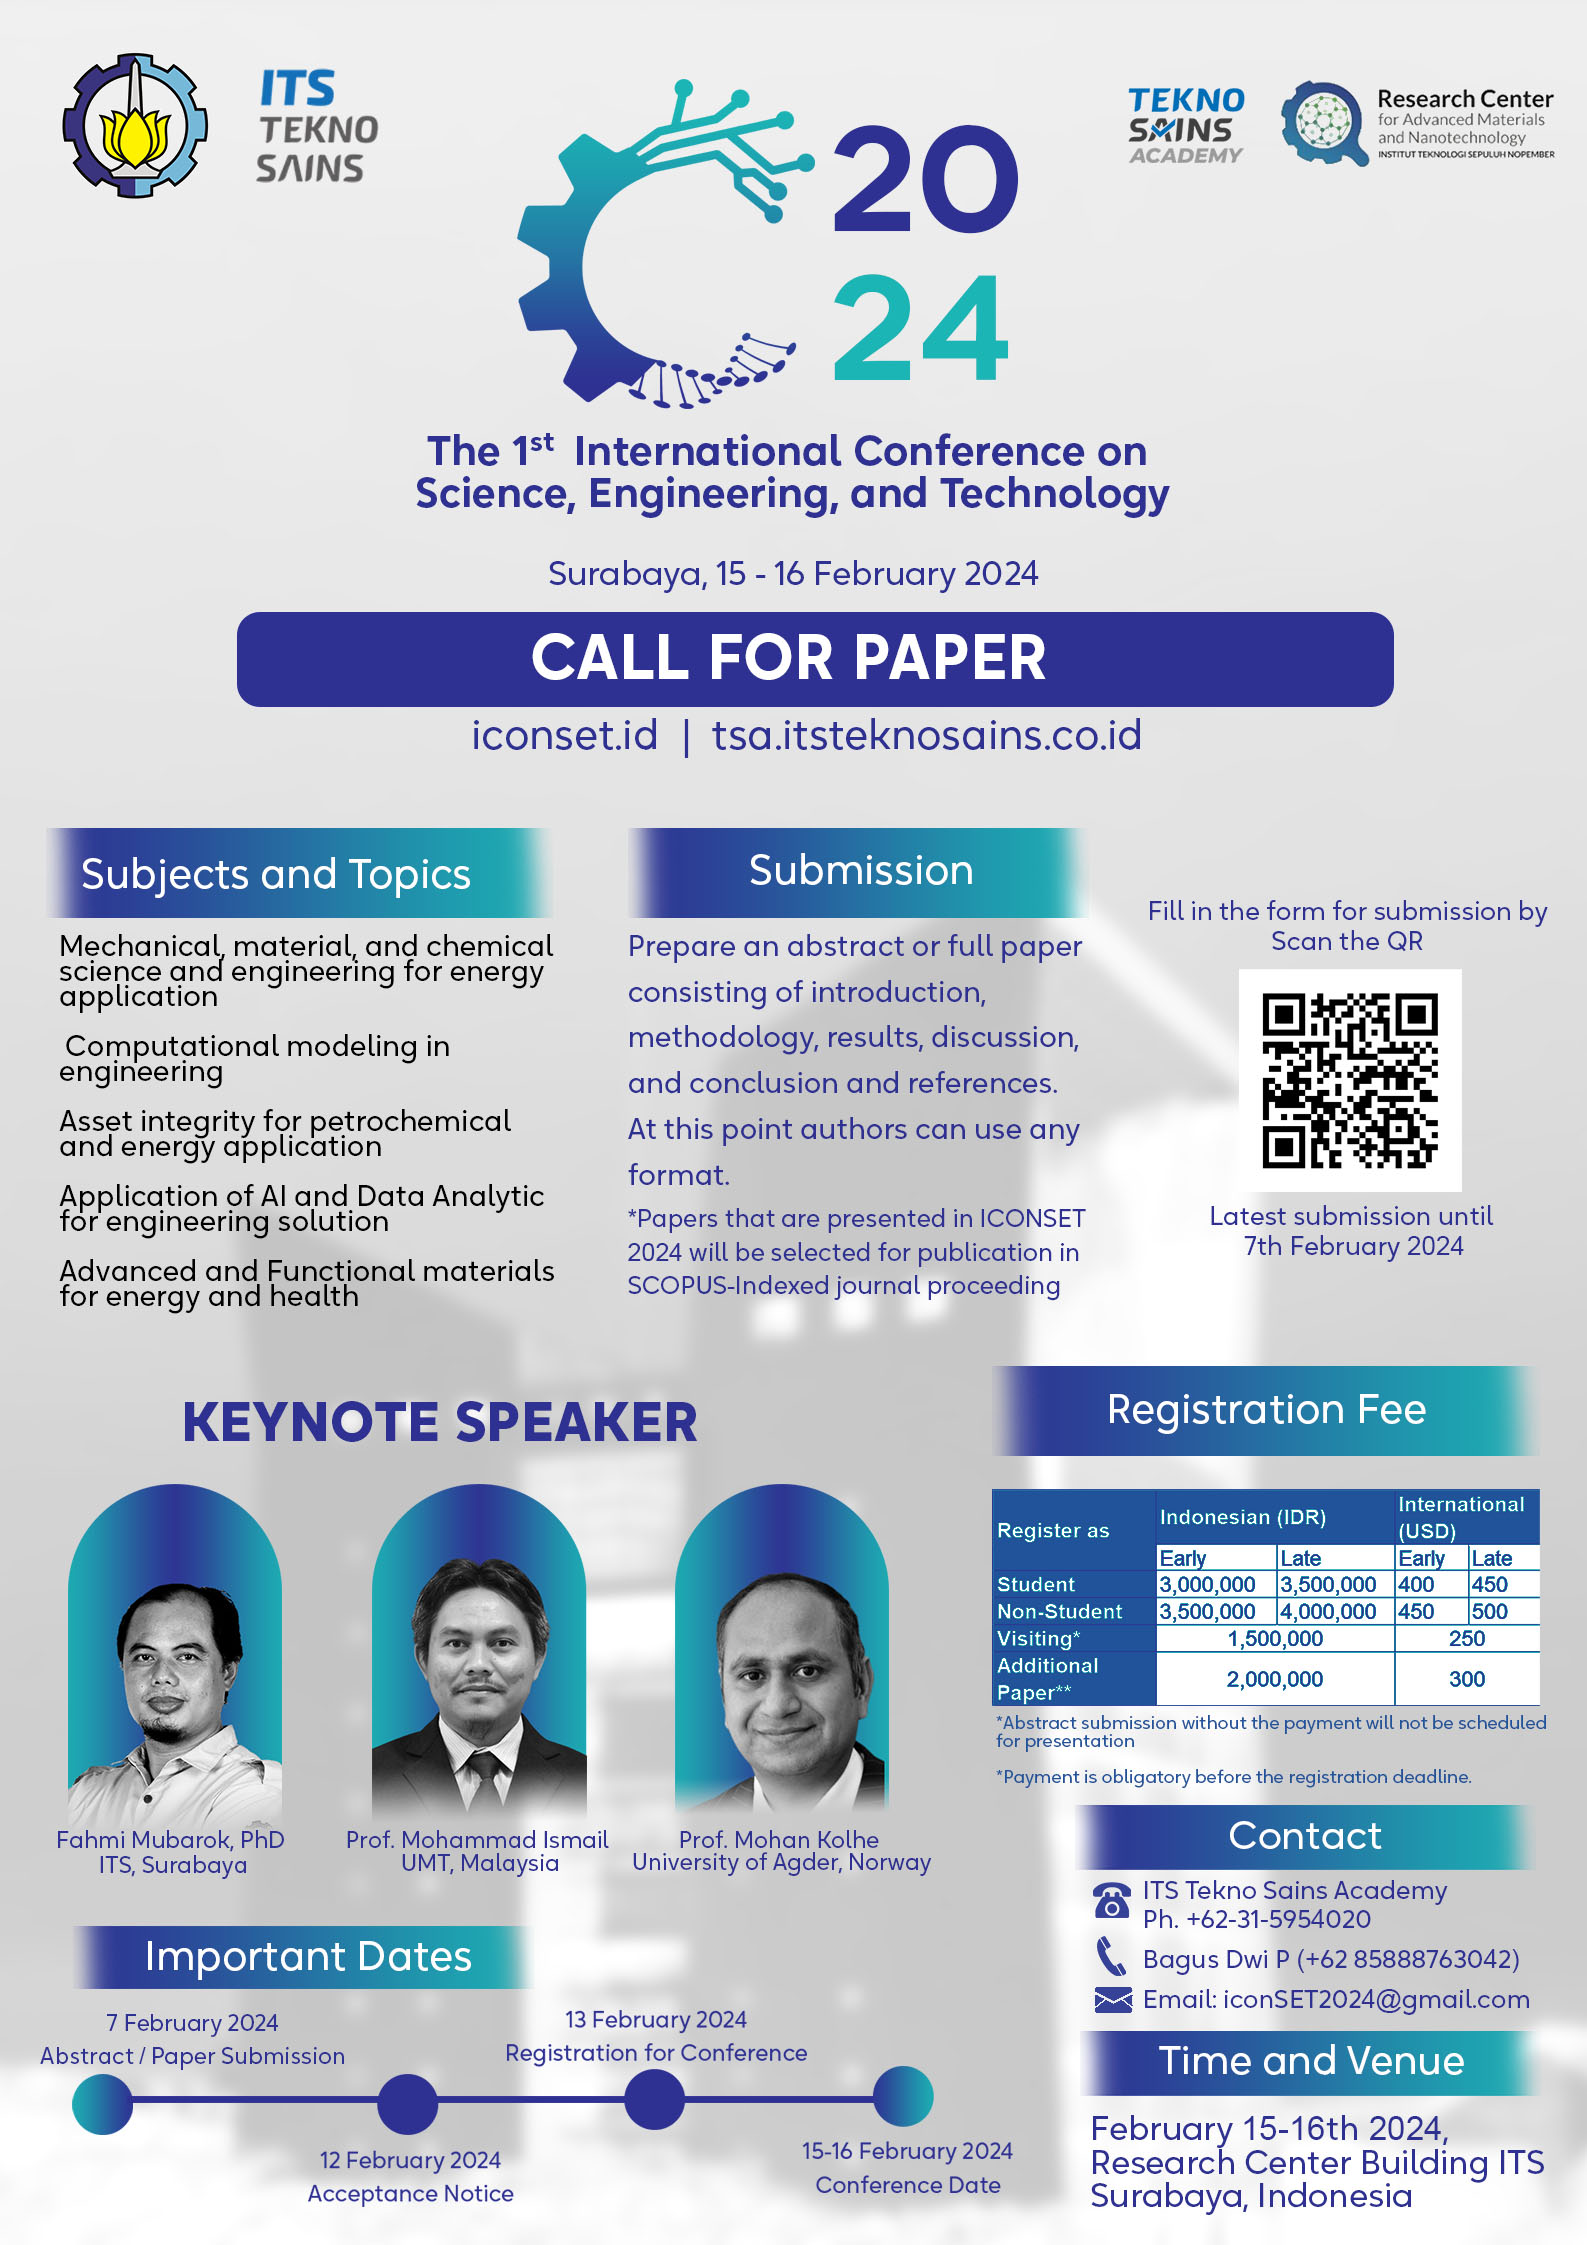 ITS
TEKNO
SAINS
TEKNO
SAINS
ACADEMY
Research Center
for Advanced Materials
and Nanotechnology
INSTITUT TEKNOLOGI SEPULUH NOPEMBER
20
24
The 1st International Conference on
Science, Engineering, and Technology
Surabaya, 15 - 16 February 2024
CALL FOR PAPER
iconset.id | tsa.itsteknosains.co.id
Subjects and Topics
Mechanical, material, and chemical
science and engineering for energy
application
Computational modeling in
engineering
Asset integrity for petrochemical
and energy application
Application of AI and Data Analytic
for engineering solution
Advanced and Functional materials
for energy and health
Submission
Prepare an abstract or full paper
consisting of introduction,
methodology, results, discussion,
and conclusion and references.
At this point authors can use any
format.
*Papers that are presented in ICONSET
2024 will be selected for publication in
SCOPUS-Indexed journal proceeding
Fill in the form for submission by
Scan the QR
Latest submission until
7th February 2024
KEYNOTE SPEAKER
Fahmi Mubarok, PhD
ITS, Surabaya
Prof. Mohammad Ismail
UMT, Malaysia
Prof. Mohan Kolhe
University of Agder, Norway
Registration Fee
Register as Indonesian (IDR) International (USD)
Early Late Early Late
Student 3,000,000 3,500,000 400 450
Non-Student 3,500,000 4,000,000 450 500
Visiting* 1,500,000 250
Additional Paper** 2,000,000 300
*Abstract submission without the payment will not be scheduled
for presentation
*Payment is obligatory before the registration deadline.
Contact
ITS Tekno Sains Academy
Ph. +62-31-5954020
Bagus Dwi P (+62 85888763042)
Email: iconSET2024@gmail.com
Time and Venue
February 15-16th 2024,
Research Center Building ITS
Surabaya, Indonesia
Important Dates
7 February 2024
Abstract / Paper Submission
12 February 2024
Acceptance Notice
13 February 2024
Registration for Conference
15-16 February 2024
Conference Date